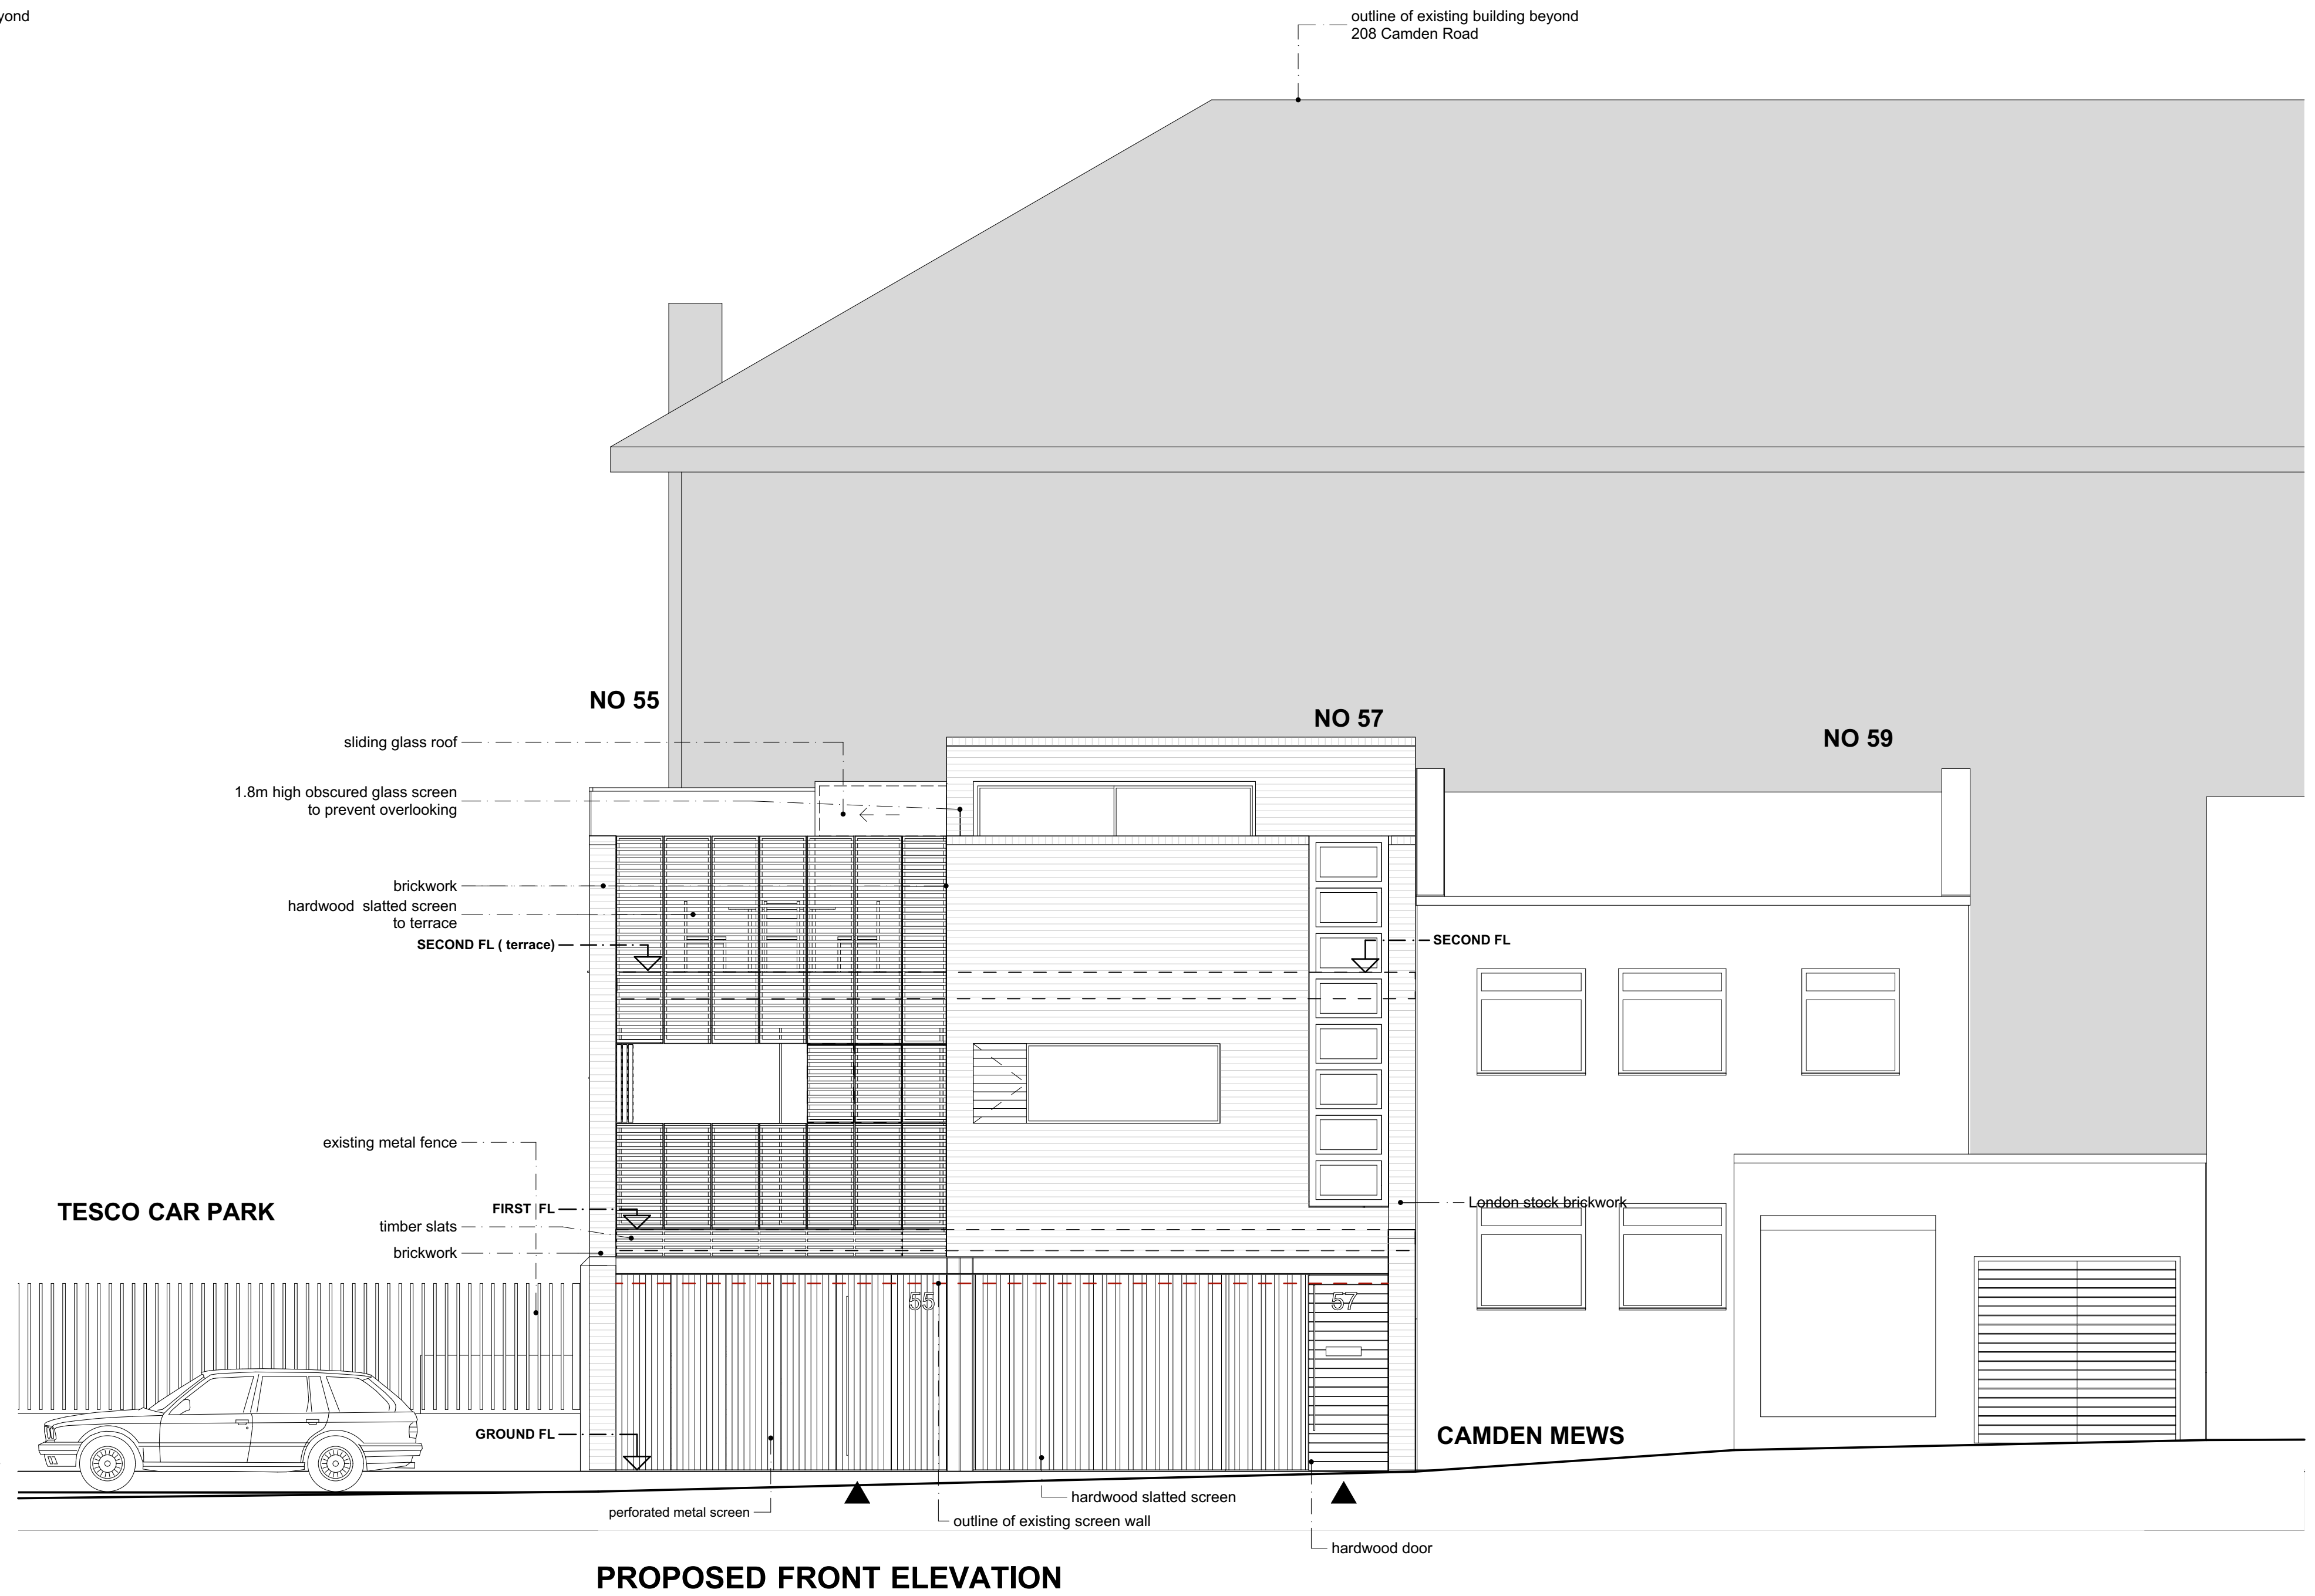 yond
outline of existing building beyond
208 Camden Road
NO 55
NO 57
NO 59
sliding glass roof
1.8m high obscured glass screen
to prevent overlooking
brickwork
hardwood slatted screen
to terrace
SECOND FL ( terrace)
SECOND FL
existing metal fence
TESCO CAR PARK
FIRST FL
London stock brickwork
timber slats
brickwork
55
57
GROUND FL
CAMDEN MEWS
perforated metal screen
hardwood slatted screen
outline of existing screen wall
hardwood door
PROPOSED FRONT ELEVATION